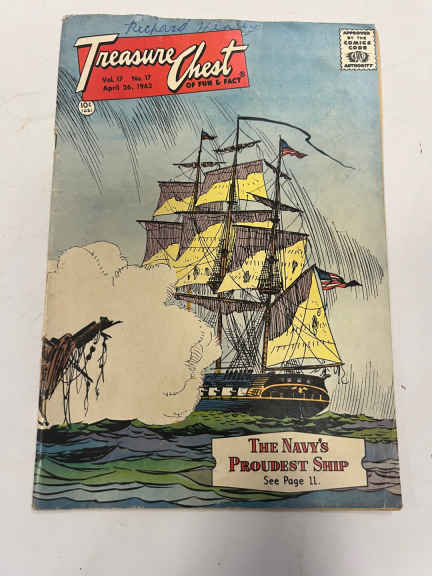 Richard
Treasure Chest
OF FUN & FACT
Vol. 17 No. 17
April 26, 1962
10¢
APPROVED
BY THE
COMICS
CODE
AUTHORITY
THE NAVY'S
PROUDEST SHIP
See Page 11.